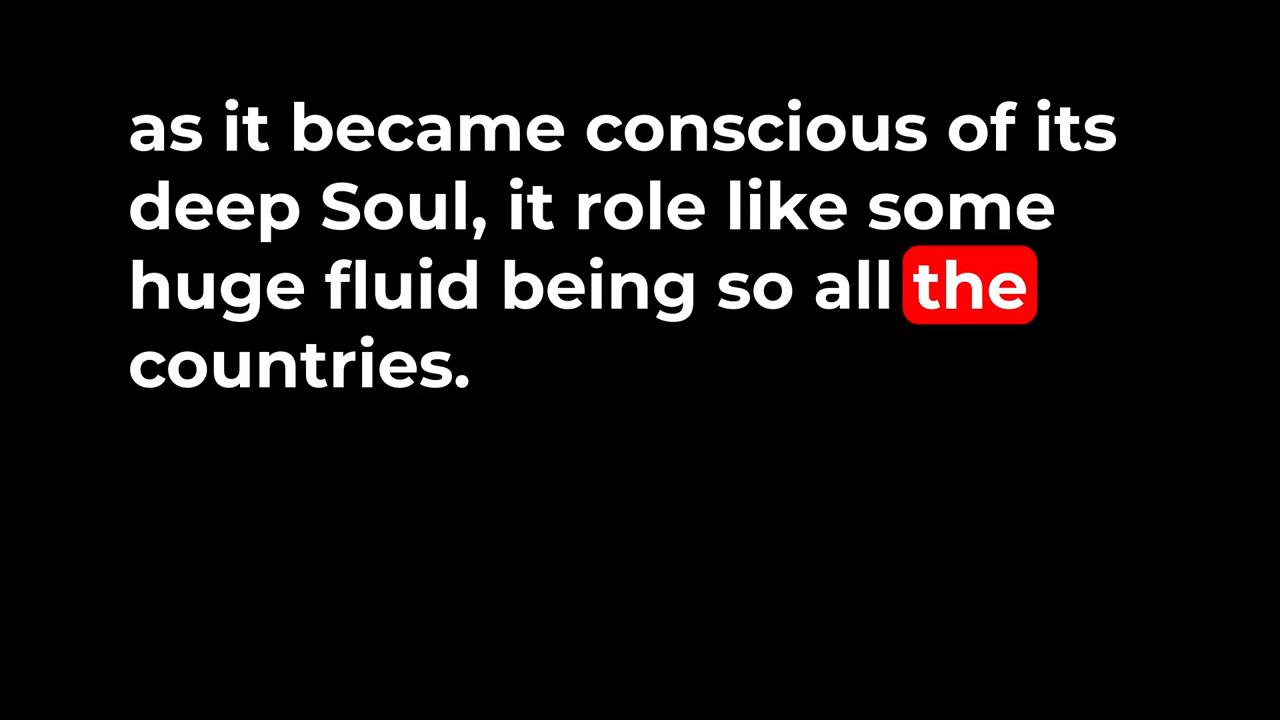 as it became conscious of its
deep Soul, it role like some
huge fluid being so all the
countries.